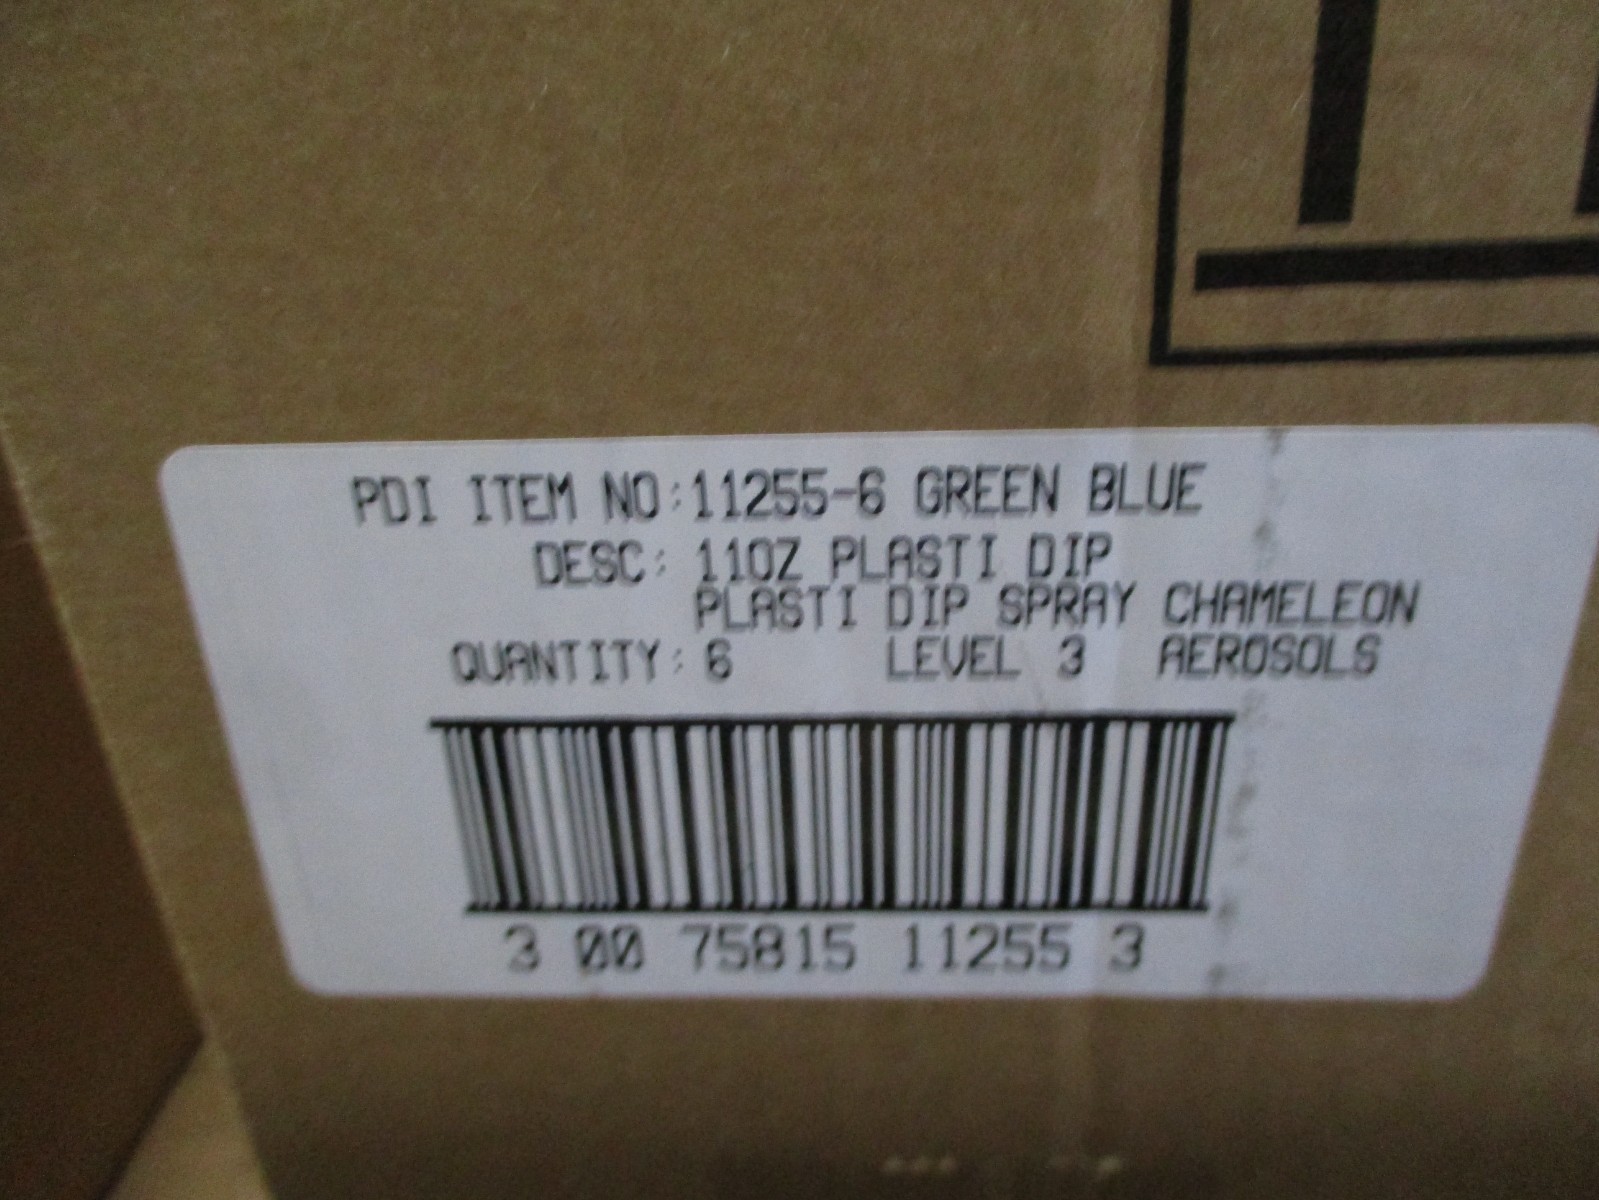 PDI ITEM NO:11255-6 GREEN BLUE
DESC: 11OZ PLASTI DIP
PLASTI DIP SPRAY CHAMELEON
QUANTITY: 6 LEVEL 3 AEROSOLS
3 00 75815 11255 3